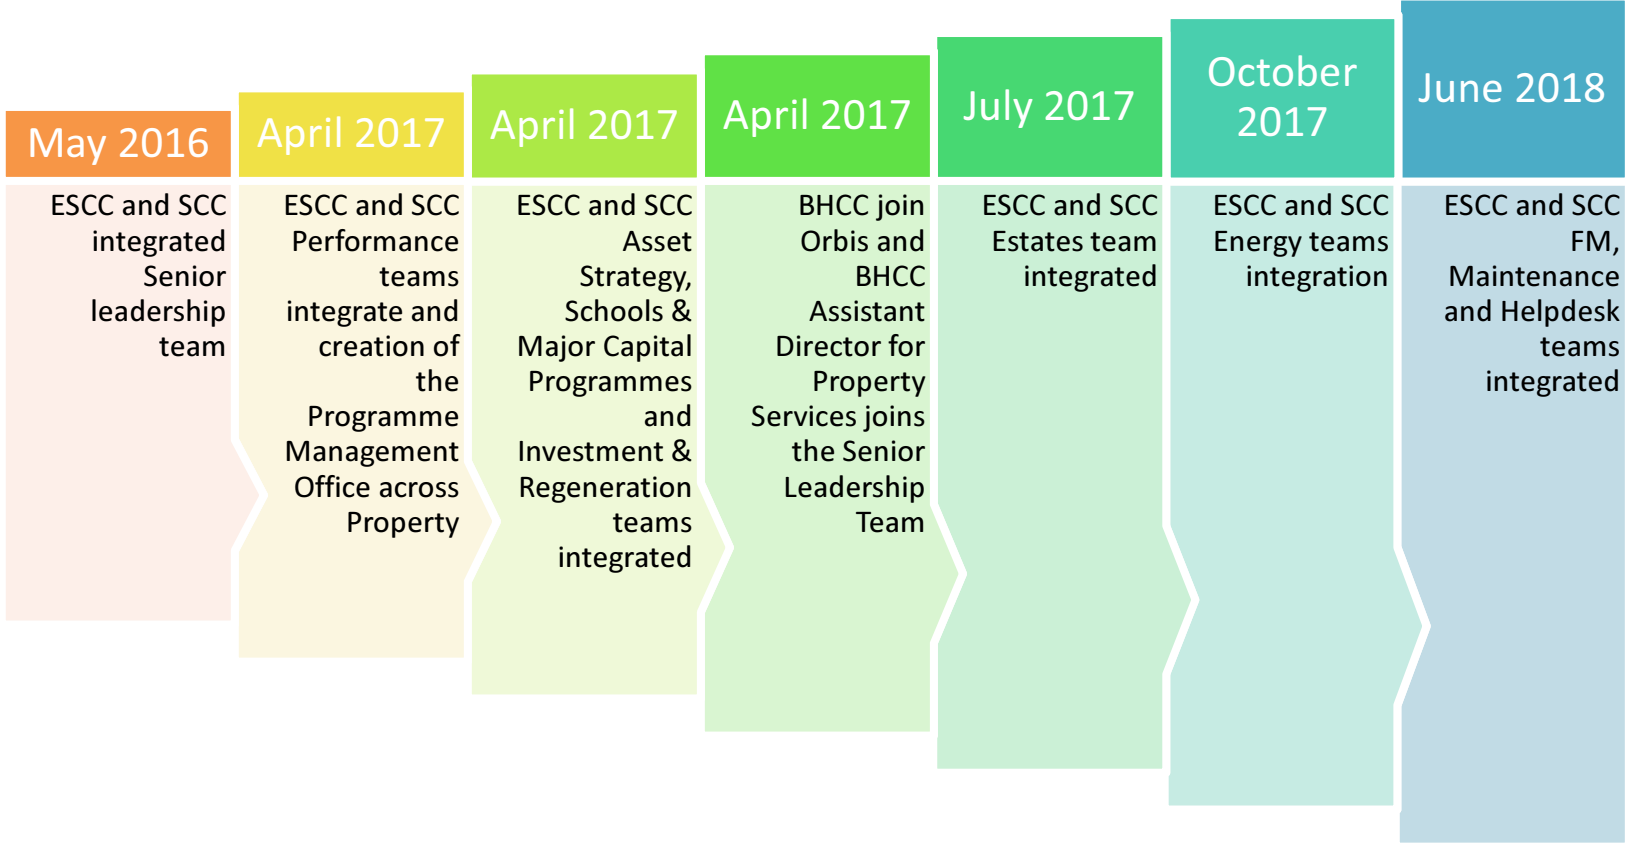 May 2016
ESCC and SCC
integrated
Senior
leadership
team
April 2017
ESCC and SCC
Performance
teams
integrate and
creation of
the
Programme
Management
Office across
Property
April 2017
ESCC and SCC
Asset
Strategy,
Schools &
Major Capital
Programmes
and
Investment &
Regeneration
teams
integrated
April 2017
BHCC join
Orbis and
BHCC
Assistant
Director for
Property
Services joins
the Senior
Leadership
Team
July 2017
ESCC and SCC
Estates team
integrated
October
2017
ESCC and SCC
Energy teams
integration
June 2018
ESCC and SCC
FM,
Maintenance
and Helpdesk
teams
integrated